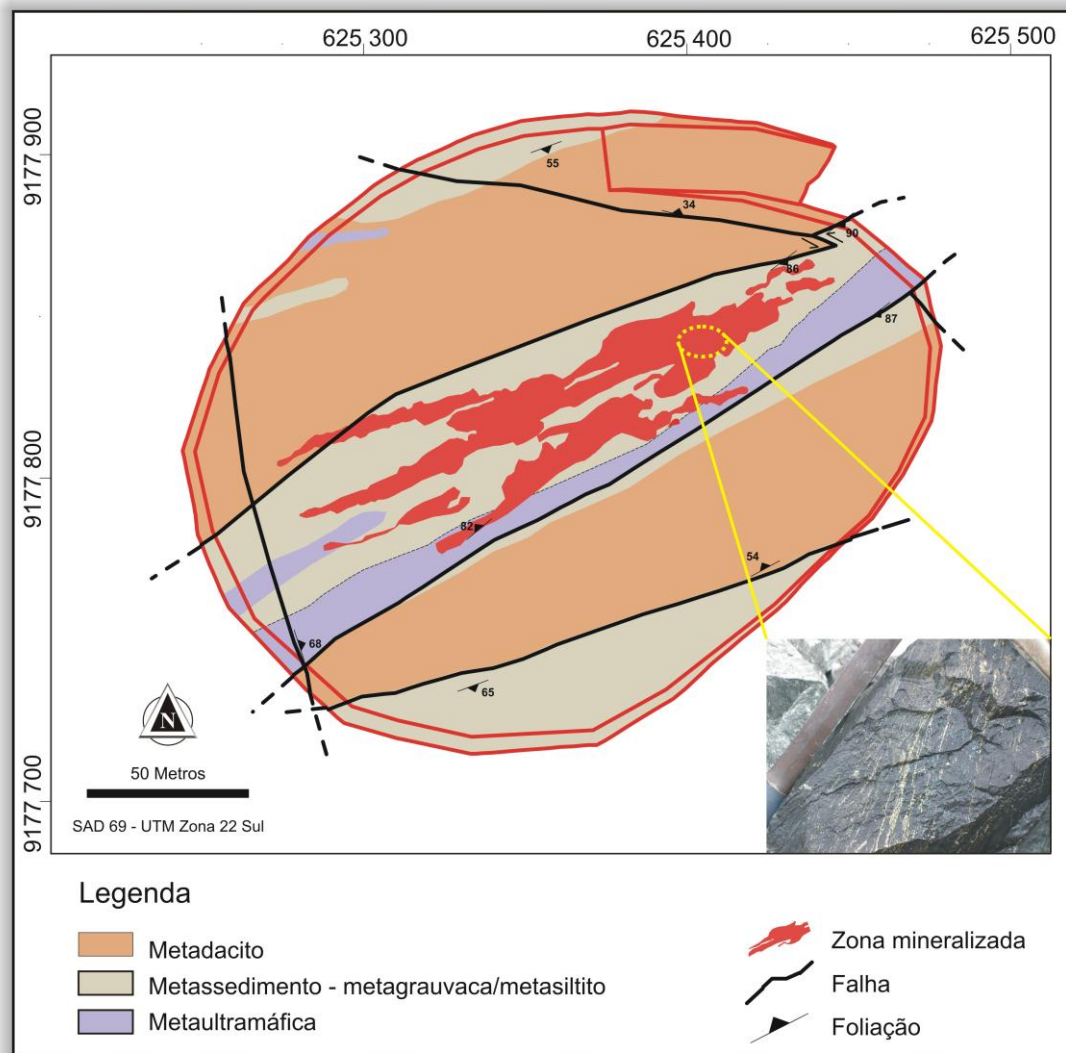 625 300 625 400 625 500
9177.900
9177.800
9177.700
55
34
90
86
87
82
54
68
65
N
50 Metros
SAD 69 - UTM Zona 22 Sul
Legenda
Metadacito
Metassedimento - metagrauvaca/metasiltito
Metaultramáfica
Zona mineralizada
Falha
Foliação